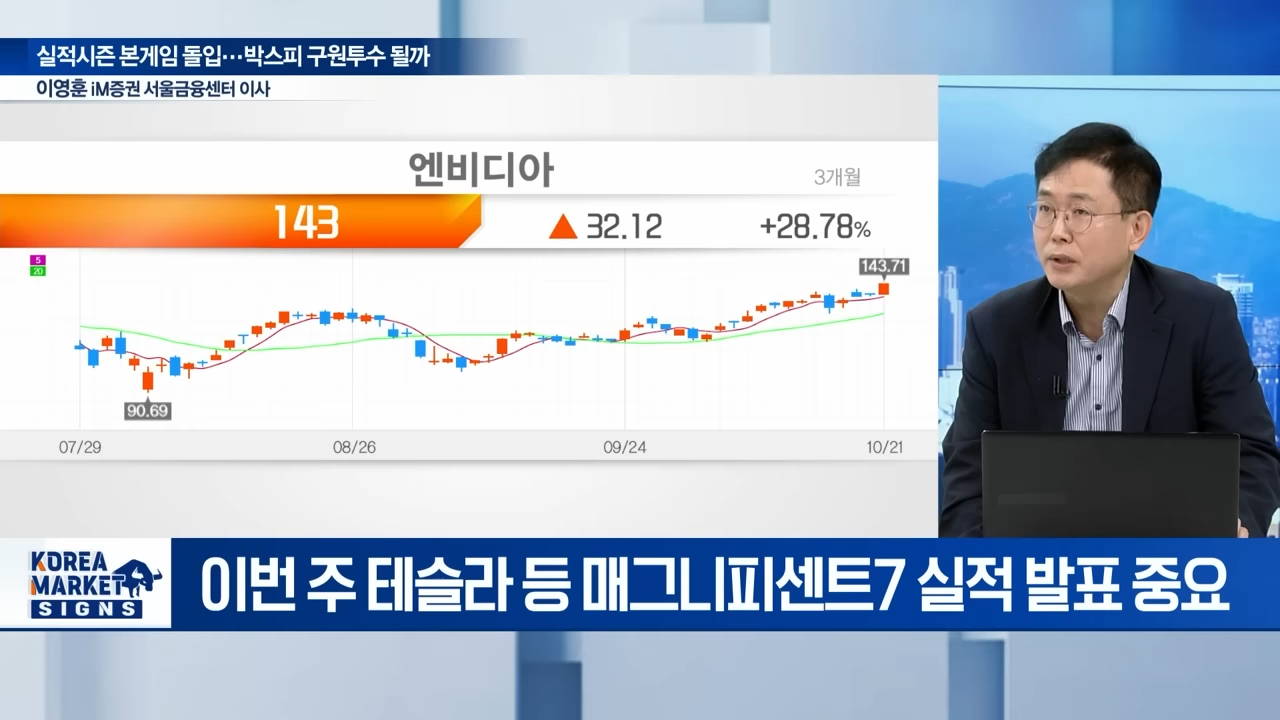 실적시즌 본게임 돌입…박스피 구원투수 될까
이영훈 iM증권 서울금융센터 이사
엔비디아
3개월
143
▲ 32.12
+28.78%
5
20
143.71
90.69
07/29
08/26
09/24
10/21
KOREA
MARKET
SIGNS
이번 주 테슬라 등 매그니피센트7 실적 발표 중요